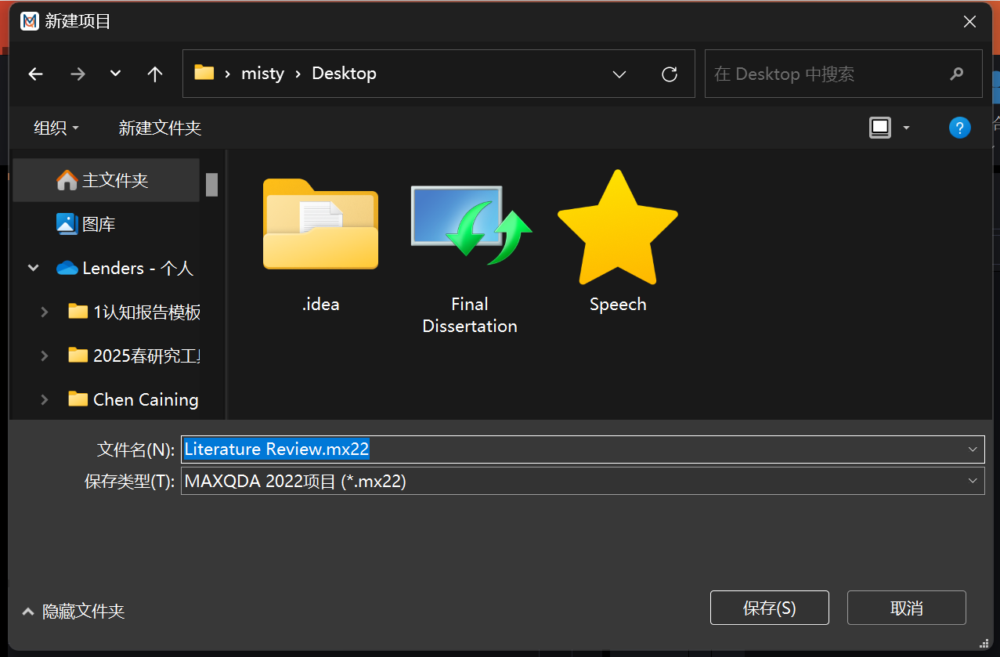 新建项目
misty › Desktop
在 Desktop 中搜索
组织
新建文件夹
主文件夹
图库
Lenders - 个人
1认知报告模板
2025春研究工具
Chen Caining
.idea
Final
Dissertation
Speech
文件名(N):
Literature Review.mx22
保存类型(T):
MAXQDA 2022项目 (*.mx22)
隐藏文件夹
保存(S)
取消